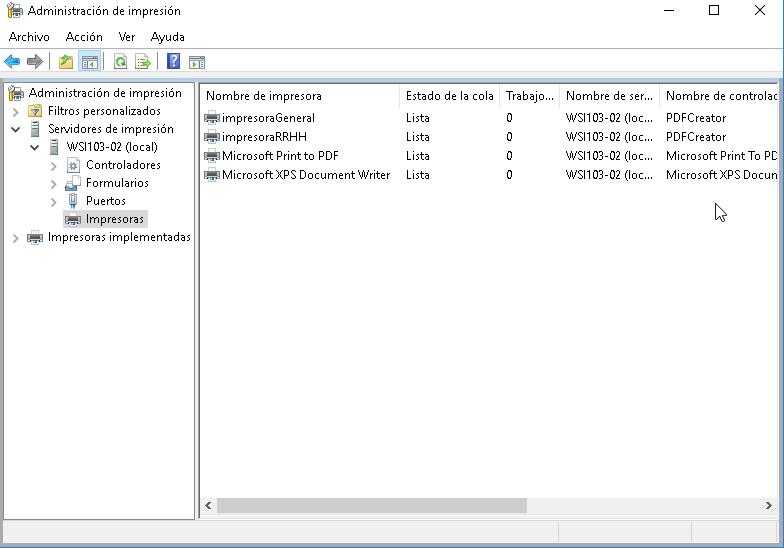 Administración de impresión
Archivo Acción Ver Ayuda
Administración de impresión
Filtros personalizados
Servidores de impresión
WSI103-02 (local)
Controladores
Formularios
Puertos
Impresoras
Impresoras implementadas
Nombre de impresora Estado de la cola Trabajo... Nombre de ser... Nombre de controlac
impresoraGeneral Lista 0 WSI103-02 (loc... PDFCreator
impresoraRRHH Lista 0 WSI103-02 (loc... PDFCreator
Microsoft Print to PDF Lista 0 WSI103-02 (loc... Microsoft Print To PD
Microsoft XPS Document Writer Lista 0 WSI103-02 (loc... Microsoft XPS Docun